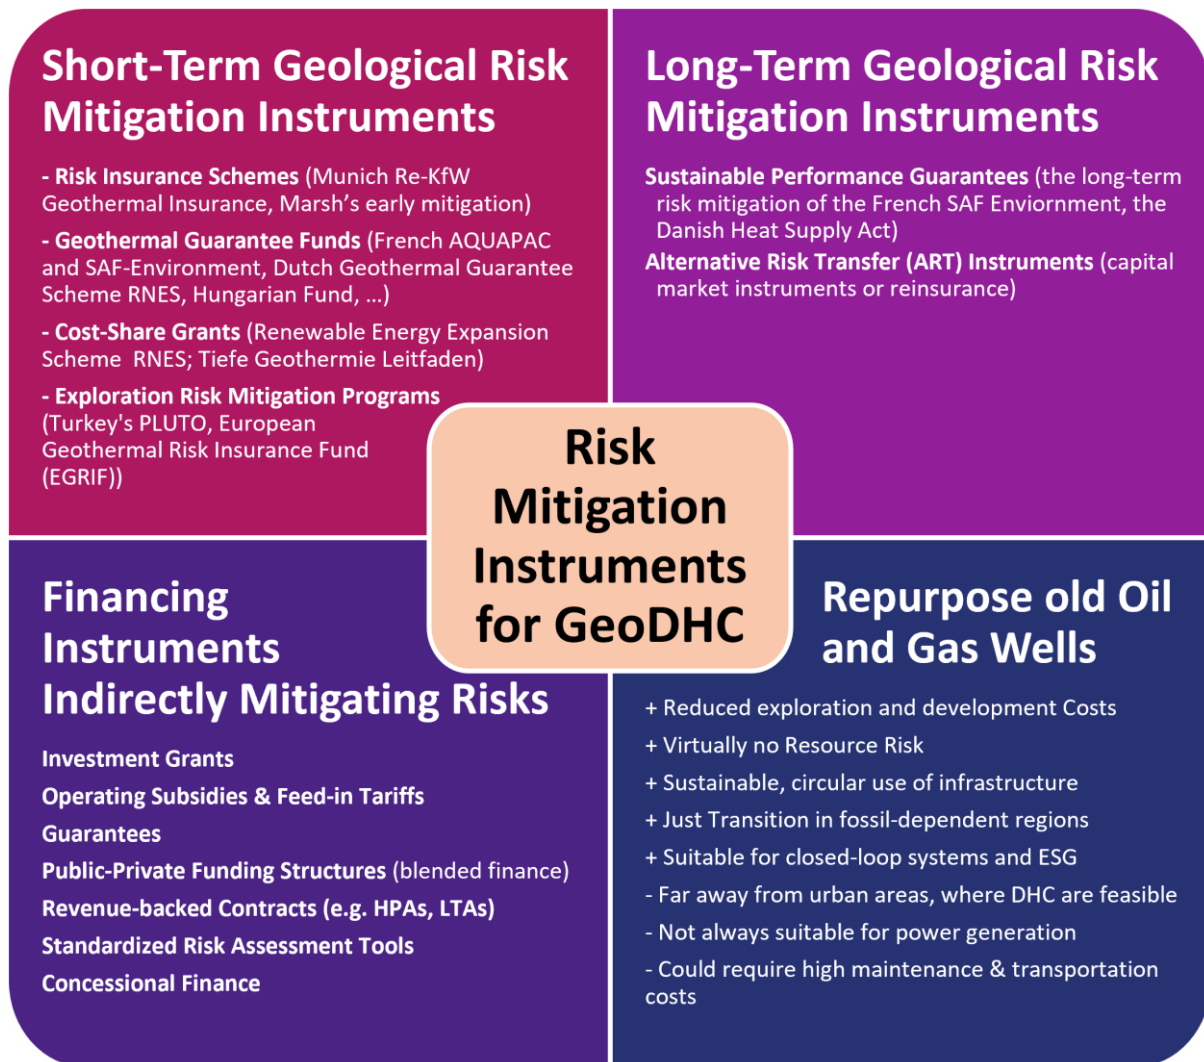 Short-Term Geological Risk
Mitigation Instruments
- Risk Insurance Schemes (Munich Re-KfW
Geothermal Insurance, Marsh's early mitigation)
- Geothermal Guarantee Funds (French AQUAPAC
and SAF-Environment, Dutch Geothermal Guarantee
Scheme RNES, Hungarian Fund, ...)
- Cost-Share Grants (Renewable Energy Expansion
Scheme  RNES; Tiefe Geothermie Leitfaden)
- Exploration Risk Mitigation Programs
(Turkey's PLUTO, European
Geothermal Risk Insurance Fund
(EGRIF))
Long-Term Geological Risk
Mitigation Instruments
Sustainable Performance Guarantees (the long-term
risk mitigation of the French SAF Enviornment, the
Danish Heat Supply Act)
Alternative Risk Transfer (ART) Instruments (capital
market instruments or reinsurance)
Risk
Mitigation
Instruments
for GeoDHC
Financing
Instruments
Indirectly Mitigating Risks
Investment Grants
Operating Subsidies & Feed-in Tariffs
Guarantees
Public-Private Funding Structures (blended finance)
Revenue-backed Contracts (e.g. HPAs, LTAs)
Standardized Risk Assessment Tools
Concessional Finance
Repurpose old Oil
and Gas Wells
+ Reduced exploration and development Costs
+ Virtually no Resource Risk
+ Sustainable, circular use of infrastructure
+ Just Transition in fossil-dependent regions
+ Suitable for closed-loop systems and ESG
- Far away from urban areas, where DHC are feasible
- Not always suitable for power generation
- Could require high maintenance & transportation
costs